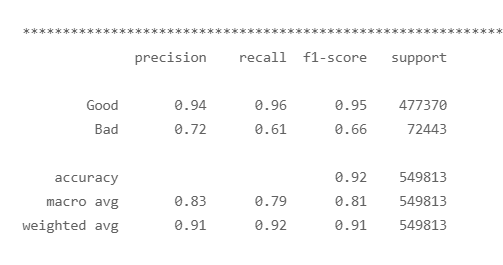 ************************************************************
precision recall f1-score support
Good 0.94 0.96 0.95 477370
Bad 0.72 0.61 0.66 72443
accuracy 0.92 549813
macro avg 0.83 0.79 0.81 549813
weighted avg 0.91 0.92 0.91 549813